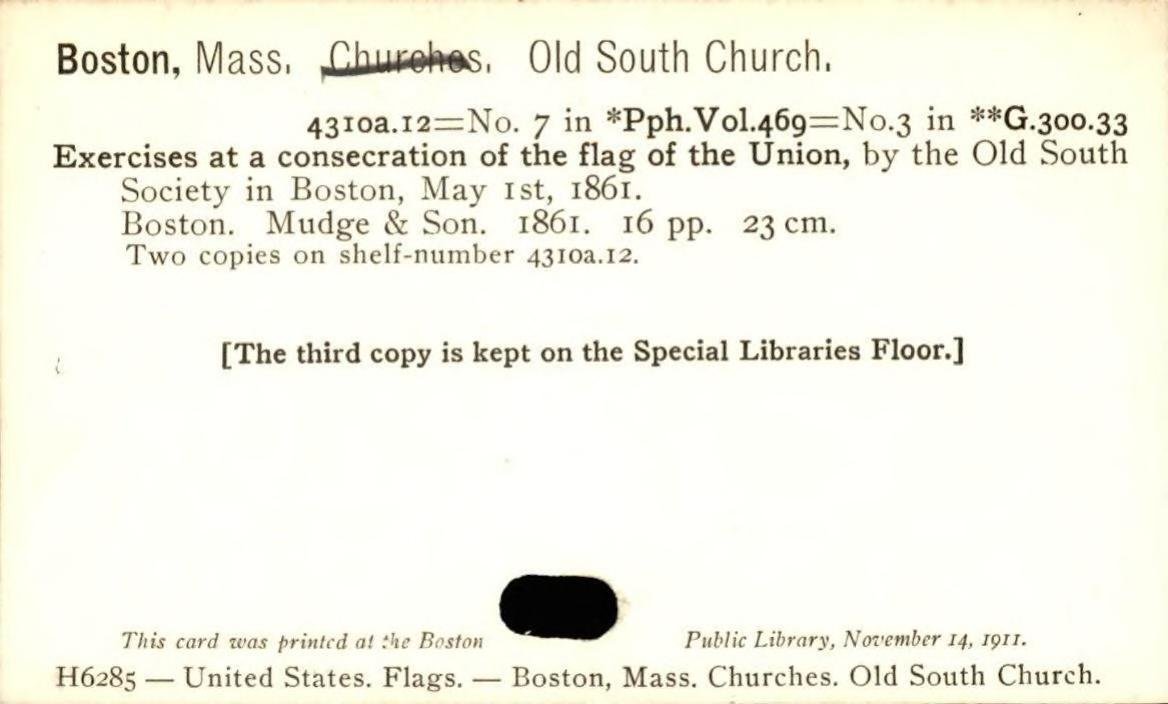 Boston, Mass. Churches. Old South Church.
4310a.12=No. 7 in *Pph.Vol.469=No.3 in **G.300.33
Exercises at a consecration of the flag of the Union, by the Old South
Society in Boston, May 1st, 1861.
Boston. Mudge & Son. 1861. 16 pp. 23 cm.
Two copies on shelf-number 4310a.12.
[The third copy is kept on the Special Libraries Floor.]
This card was printed at the Boston Public Library, November 14, 1911.
H6285 — United States. Flags. — Boston, Mass. Churches. Old South Church.